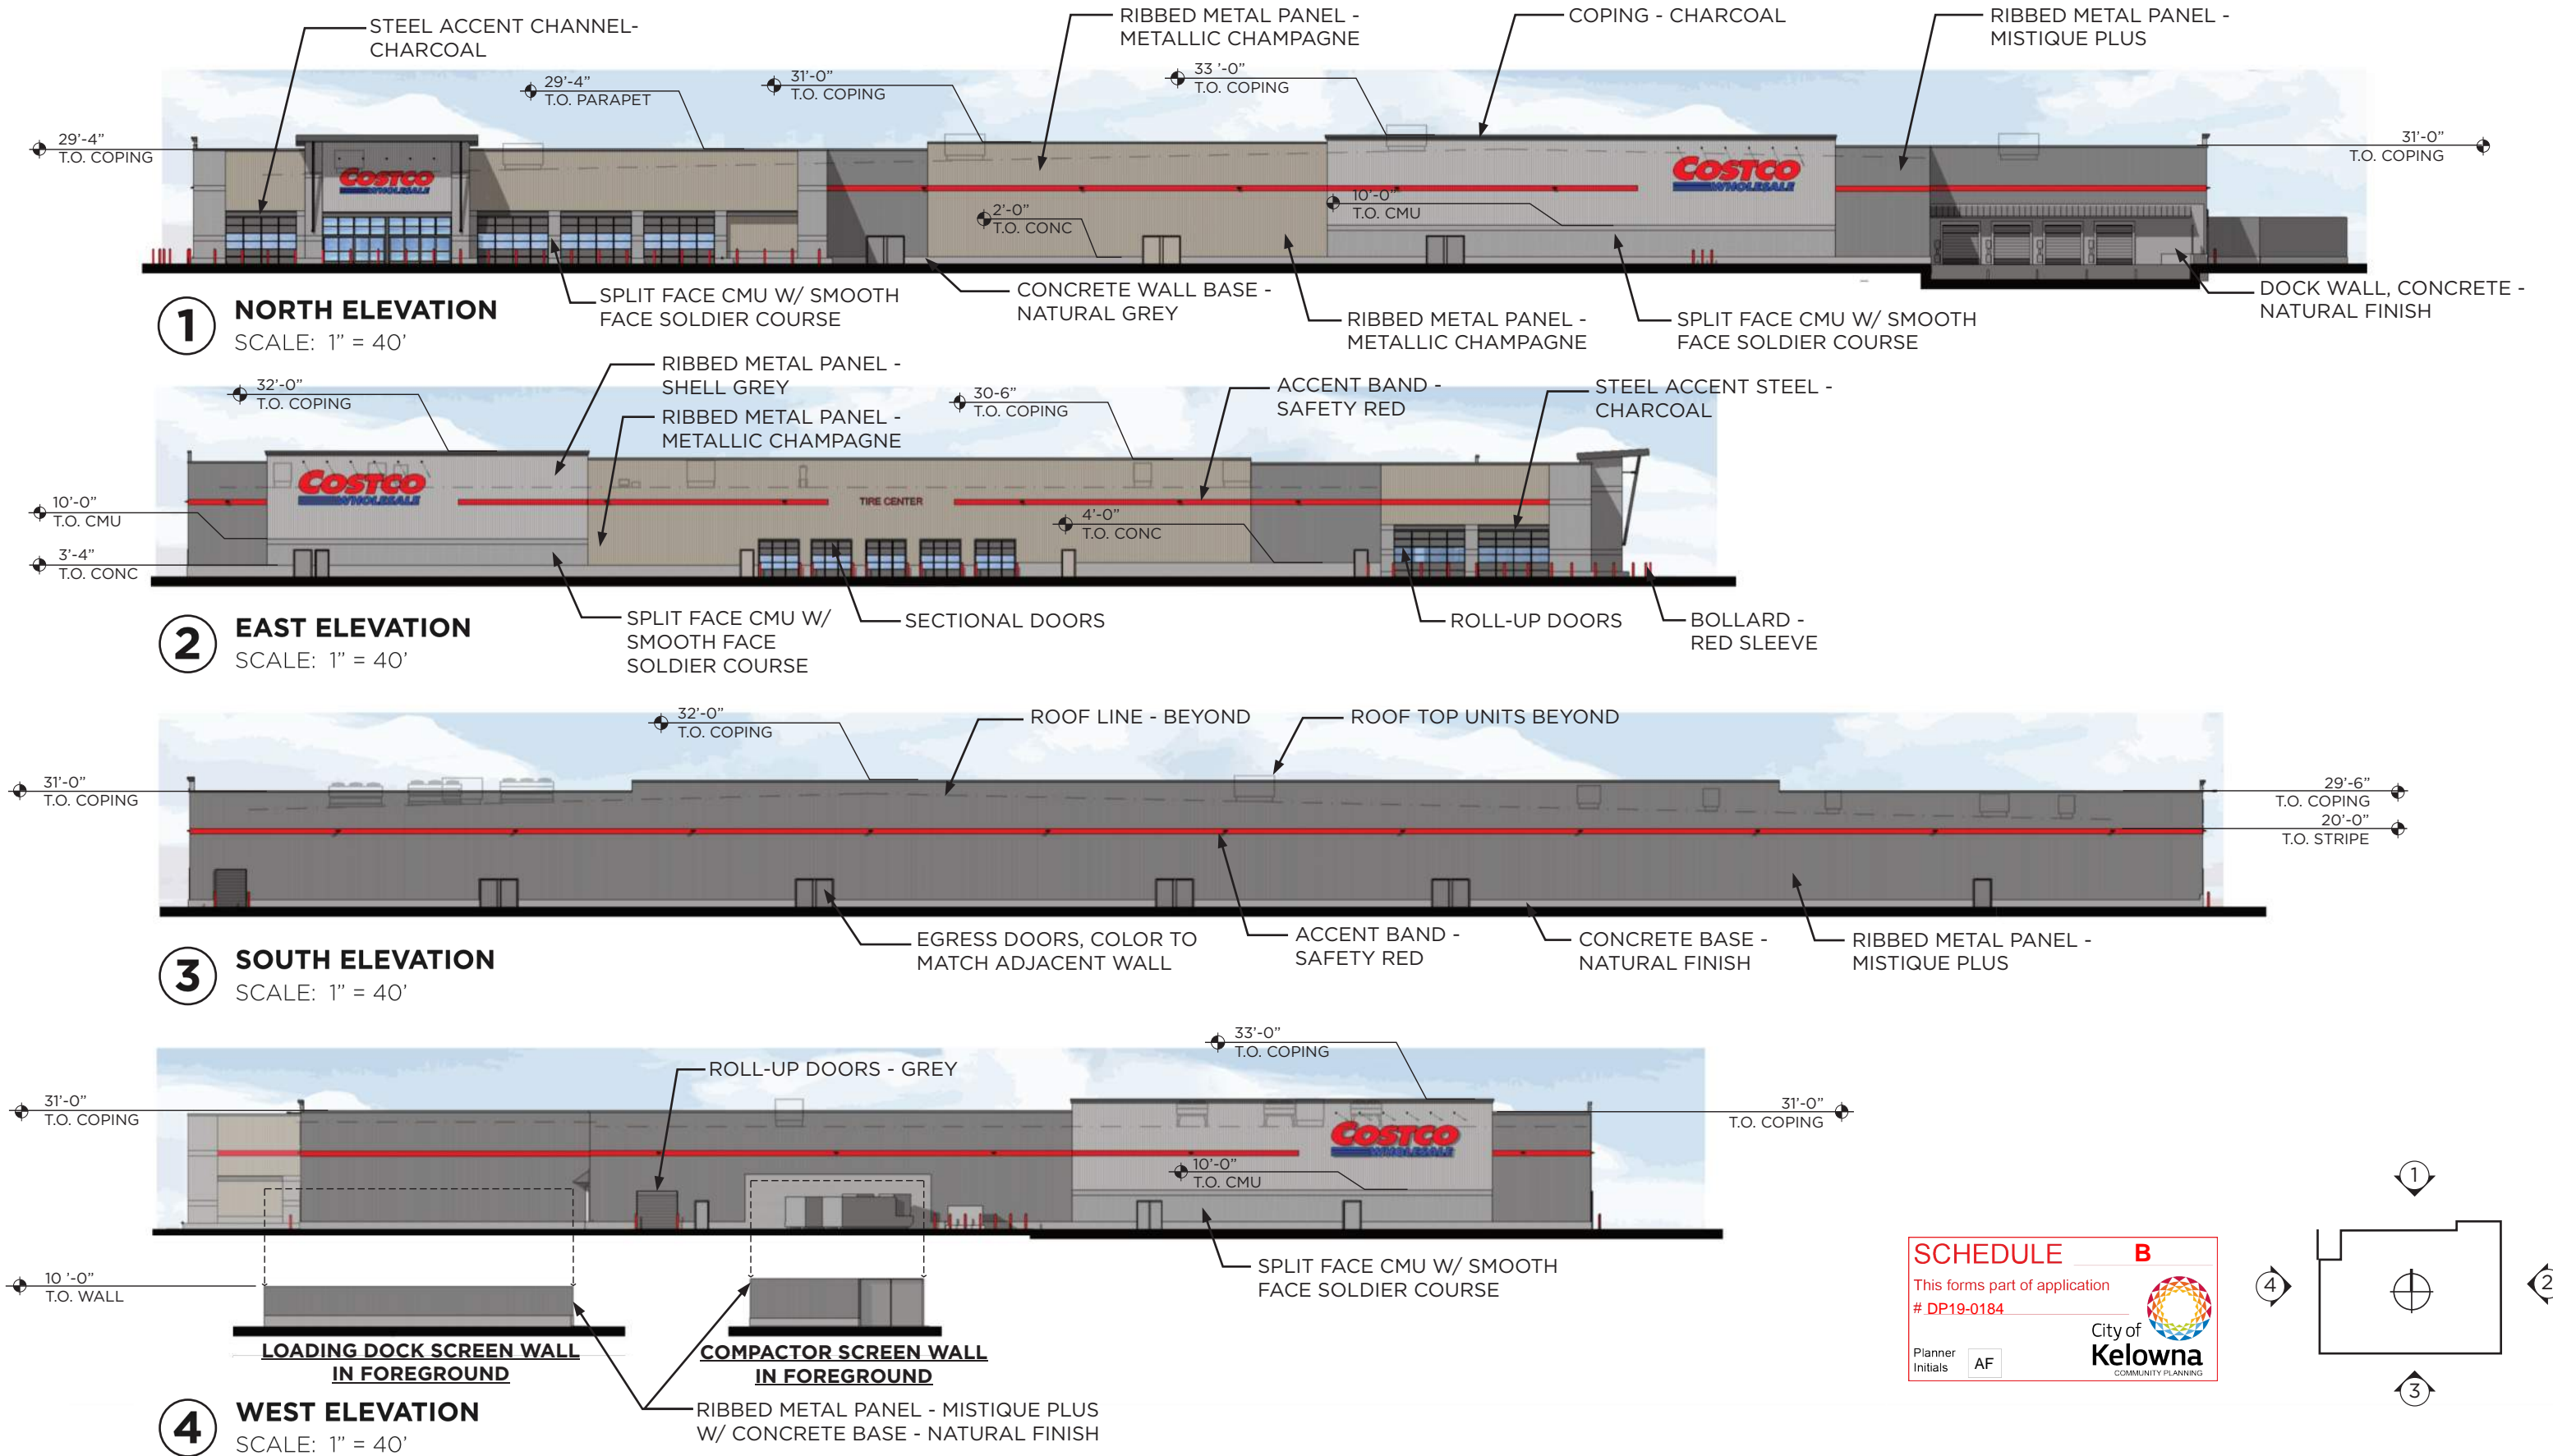 STEEL ACCENT CHANNEL-
CHARCOAL
RIBBED METAL PANEL -
METALLIC CHAMPAGNE
COPING - CHARCOAL
RIBBED METAL PANEL -
MISTIQUE PLUS
29'-4"
T.O. PARAPET
31'-0"
T.O. COPING
33 '-0"
T.O. COPING
29'-4"
T.O. COPING
31'-0"
T.O. COPING
COSTCO
WHOLESALE
COSTCO
WHOLESALE
2'-0"
T.O. CONC
10'-0"
T.O. CMU
1
NORTH ELEVATION
SCALE: 1" = 40'
SPLIT FACE CMU W/ SMOOTH
FACE SOLDIER COURSE
CONCRETE WALL BASE -
NATURAL GREY
RIBBED METAL PANEL -
METALLIC CHAMPAGNE
SPLIT FACE CMU W/ SMOOTH
FACE SOLDIER COURSE
DOCK WALL, CONCRETE -
NATURAL FINISH
32'-0"
T.O. COPING
RIBBED METAL PANEL -
SHELL GREY
RIBBED METAL PANEL -
METALLIC CHAMPAGNE
30-6"
T.O. COPING
ACCENT BAND -
SAFETY RED
STEEL ACCENT STEEL -
CHARCOAL
COSTCO
WHOLESALE
TIRE CENTER
10'-0"
T.O. CMU
4'-0"
T.O. CONC
3'-4"
T.O. CONC
2
EAST ELEVATION
SCALE: 1" = 40'
SPLIT FACE CMU W/
SMOOTH FACE
SOLDIER COURSE
SECTIONAL DOORS
ROLL-UP DOORS
BOLLARD -
RED SLEEVE
32'-0"
T.O. COPING
ROOF LINE - BEYOND
ROOF TOP UNITS BEYOND
31'-0"
T.O. COPING
29'-6"
T.O. COPING
20'-0"
T.O. STRIPE
3
SOUTH ELEVATION
SCALE: 1" = 40'
EGRESS DOORS, COLOR TO
MATCH ADJACENT WALL
ACCENT BAND -
SAFETY RED
CONCRETE BASE -
NATURAL FINISH
RIBBED METAL PANEL -
MISTIQUE PLUS
33'-0"
T.O. COPING
ROLL-UP DOORS - GREY
31'-0"
T.O. COPING
31'-0"
T.O. COPING
COSTCO
WHOLESALE
10'-0"
T.O. CMU
SPLIT FACE CMU W/ SMOOTH
FACE SOLDIER COURSE
10 '-0"
T.O. WALL
LOADING DOCK SCREEN WALL
IN FOREGROUND
COMPACTOR SCREEN WALL
IN FOREGROUND
4
WEST ELEVATION
SCALE: 1" = 40'
RIBBED METAL PANEL - MISTIQUE PLUS
W/ CONCRETE BASE - NATURAL FINISH
SCHEDULE B
This forms part of application
# DP19-0184
City of
Kelowna
COMMUNITY PLANNING
Planner
Initials AF
1
4
2
3